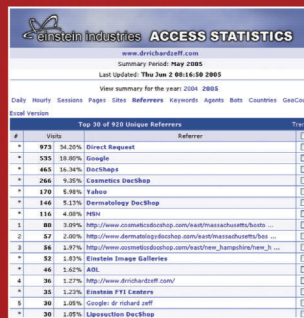 einstein industries ACCESS STATISTICS
www.drrichardzeff.com
Summary Period: May 2005
Last Updated: Thu Jun 2 08:16:58 2005
View summary for the year: 2004 2005
Daily Hourly Sessions Pages Sites Referrers Keywords Agents Bots Countries GeoCo
Excel Version
Top 30 of 920 Unique Referrers Tre
# Visits Referrer
* 973 34.20% Direct Request
* 535 18.80% Google
* 465 16.34% DocShops
* 266 9.35% Cosmetics DocShop
* 170 5.98% Yahoo
* 146 5.13% Dermatology DocShop
* 116 4.08% MSN
1 88 3.09% http://www.cosmeticsdocshop.com/east/massachusetts/bosto ...
2 57 2.00% http://www.dermatologydocshop.com/east/massachusetts/bos ...
3 56 1.97% http://www.cosmeticsdocshop.com/east/new_hampshire/new_h ...
* 52 1.83% Einstein Image Galleries
* 46 1.62% AOL
4 36 1.27% http://www.drrichardzeff.com/
* 35 1.23% Einstein FYI Centers
5 30 1.05% Google: dr richard zeff
* 30 1.05% Liposuction DocShop